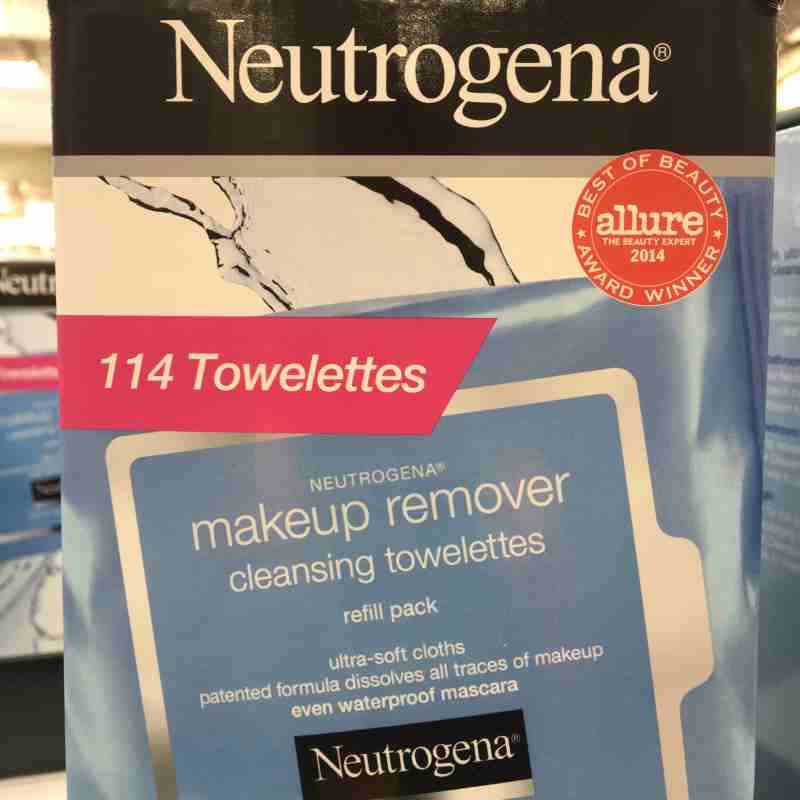 Neutrogena®
BEST OF BEAUTY
allure
THE BEAUTY EXPERT
2014
AWARD WINNER
114 Towelettes
NEUTROGENA®
makeup remover
cleansing towelettes
refill pack
ultra-soft cloths
patented formula dissolves all traces of makeup
even waterproof mascara
Neutrogena®
Neutr